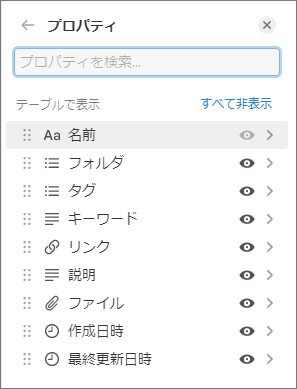 プロパティ
プロパティを検索...
テーブルで表示 すべて非表示
Aa 名前
フォルダ
タグ
キーワード
リンク
説明
ファイル
作成日時
最終更新日時